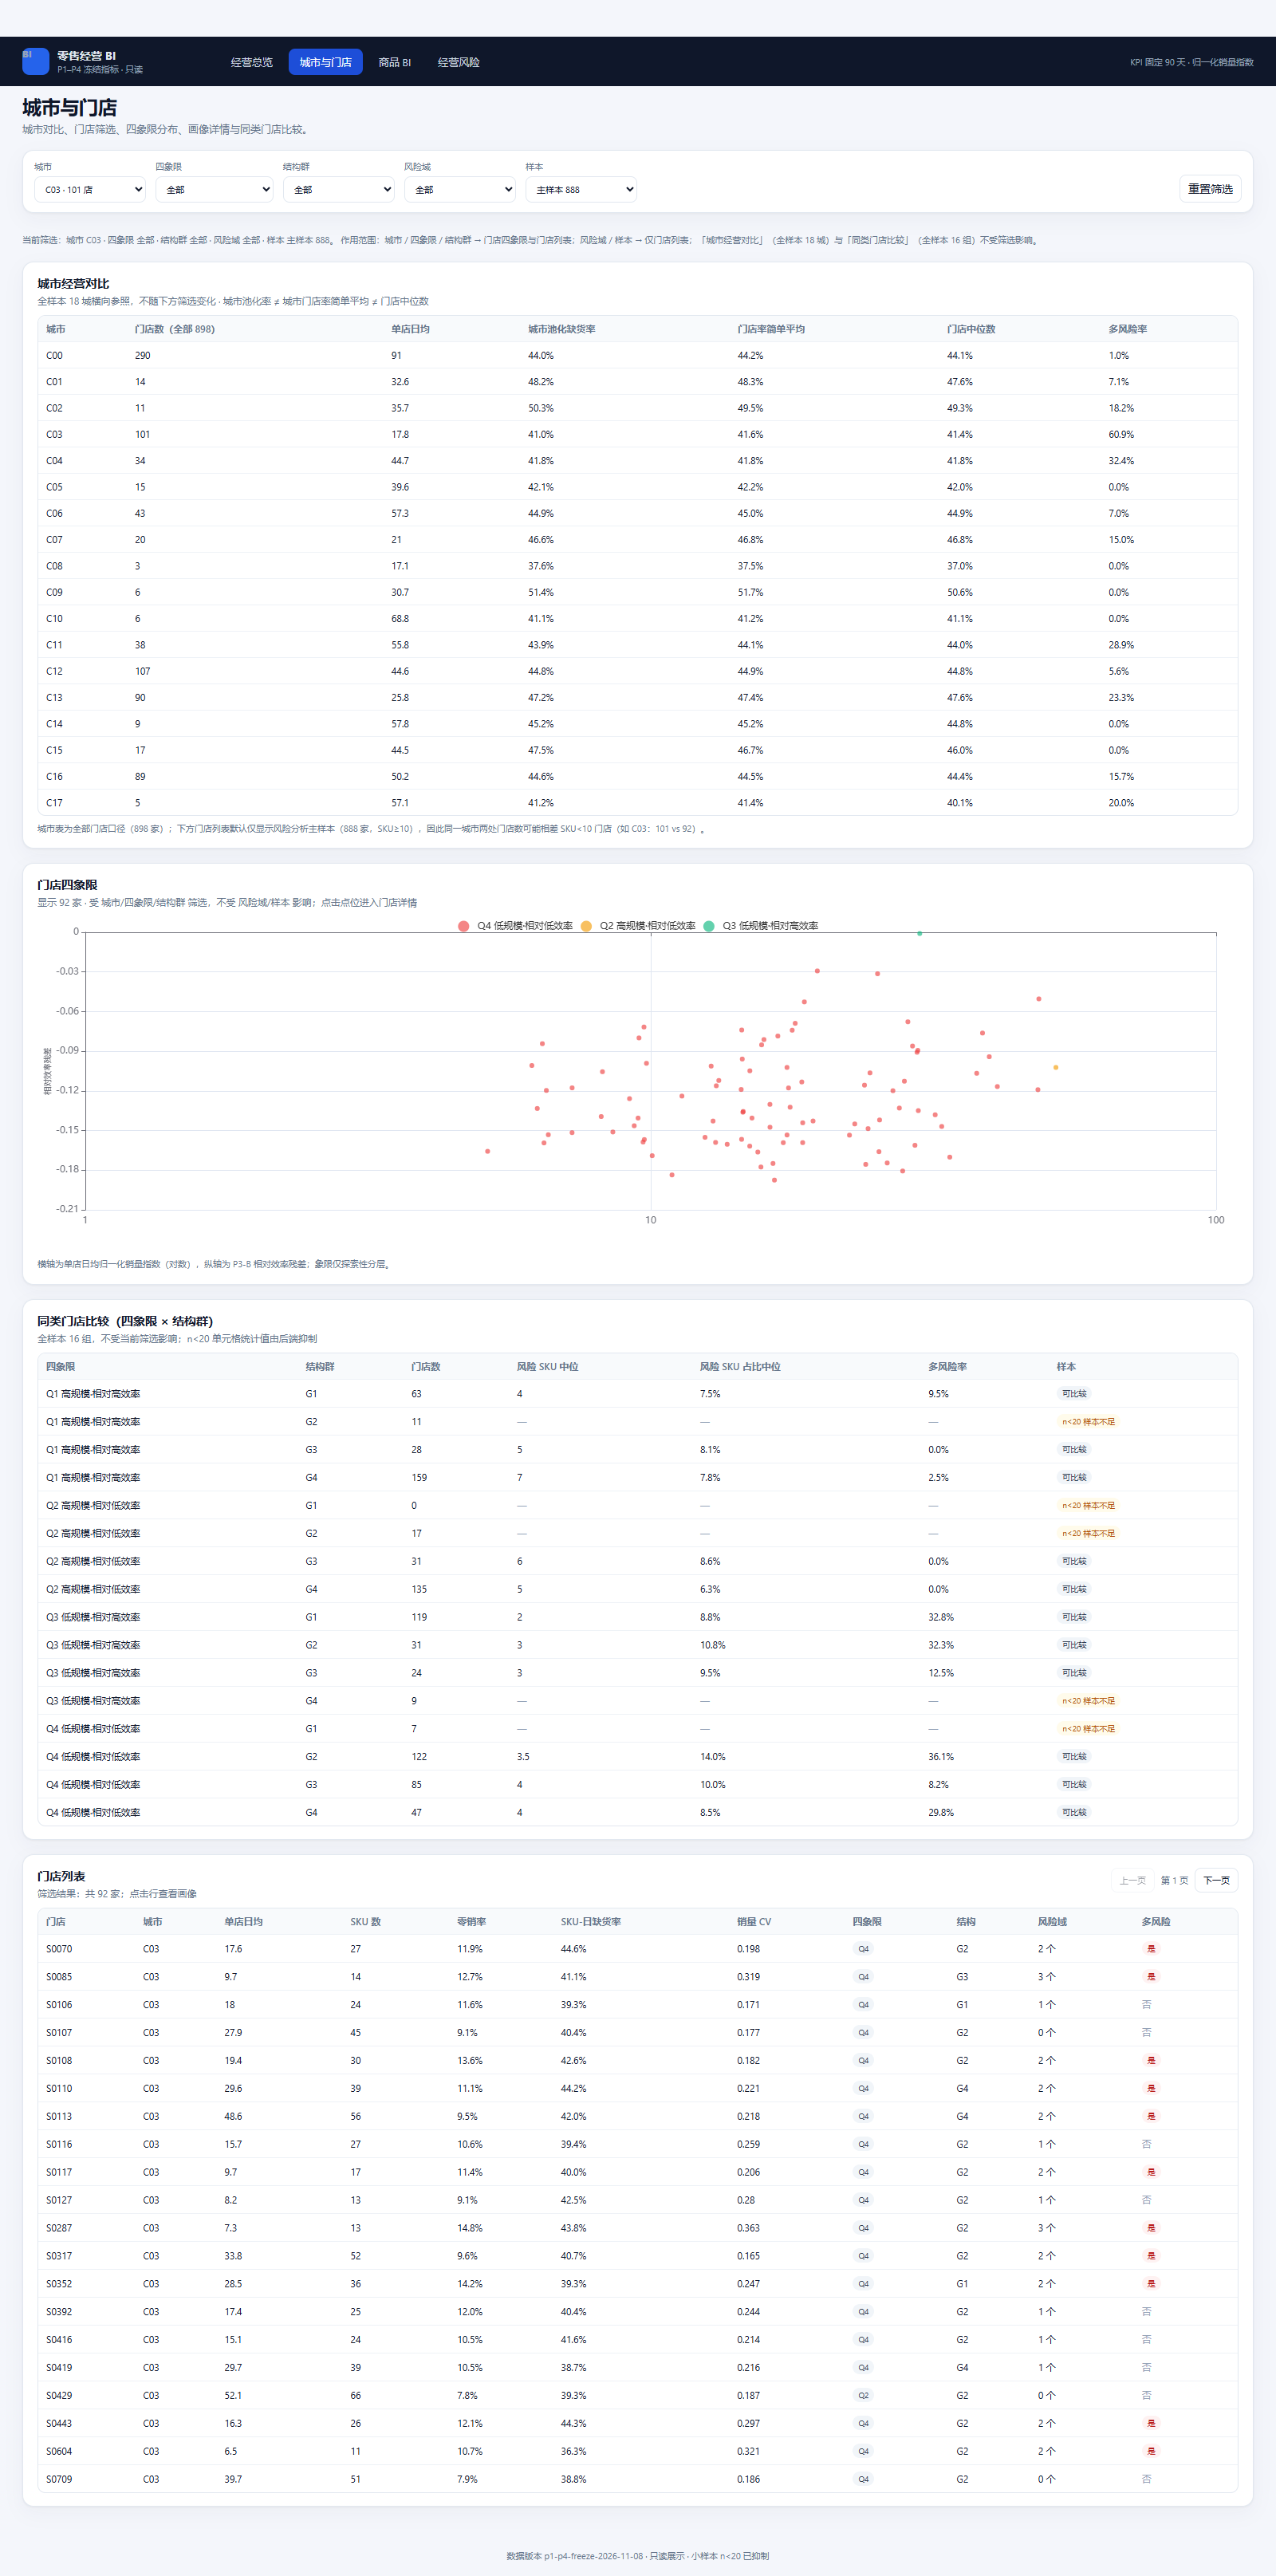 BI
零售经营 BI
P1–P4 冻结指标 · 只读
经营总览 城市与门店 商品 BI 经营风险
KPI 固定 90 天 · 归一化销量指数
城市与门店
城市对比、门店筛选、四象限分布、画像详情与同类门店比较。
城市 四象限 结构群 风险域 样本
C03 · 101 店 全部 全部 全部 主样本 888 重置筛选
当前筛选：城市 C03 · 四象限 全部 · 结构群 全部 · 风险域 全部 · 样本 主样本 888。 作用范围：城市 / 四象限 / 结构群 → 门店四象限与门店列表；风险域 / 样本 → 仅门店列表；「城市经营对比」（全样本 18 城）与「同类门店比较」（全样本 16 组）不受筛选影响。
城市经营对比
全样本 18 城横向参照，不随下方筛选变化 · 城市池化率 ≠ 城市门店率简单平均 ≠ 门店中位数
城市 门店数（全部 898） 单店日均 城市池化缺货率 门店率简单平均 门店中位数 多风险率
C00 290 91 44.0% 44.2% 44.1% 1.0%
C01 14 32.6 48.2% 48.3% 47.6% 7.1%
C02 11 35.7 50.3% 49.5% 49.3% 18.2%
C03 101 17.8 41.0% 41.6% 41.4% 60.9%
C04 34 44.7 41.8% 41.8% 41.8% 32.4%
C05 15 39.6 42.1% 42.2% 42.0% 0.0%
C06 43 57.3 44.9% 45.0% 44.9% 7.0%
C07 20 21 46.6% 46.8% 46.8% 15.0%
C08 3 17.1 37.6% 37.5% 37.0% 0.0%
C09 6 30.7 51.4% 51.7% 50.6% 0.0%
C10 6 68.8 41.1% 41.2% 41.1% 0.0%
C11 38 55.8 43.9% 44.1% 44.0% 28.9%
C12 107 44.6 44.8% 44.9% 44.8% 5.6%
C13 90 25.8 47.2% 47.4% 47.6% 23.3%
C14 9 57.8 45.2% 45.2% 44.8% 0.0%
C15 17 44.5 47.5% 46.7% 46.0% 0.0%
C16 89 50.2 44.6% 44.5% 44.4% 15.7%
C17 5 57.1 41.2% 41.4% 40.1% 20.0%
城市表为全部门店口径（898 家）；下方门店列表默认仅显示风险分析主样本（888 家，SKU≥10），因此同一城市两处门店数可能相差 SKU<10 门店（如 C03：101 vs 92）。
门店四象限
显示 92 家 · 受 城市/四象限/结构群 筛选，不受 风险域/样本 影响；点击点位进入门店详情
Q4 低规模·相对低效率 Q2 高规模·相对低效率 Q3 低规模·相对高效率
0
-0.03
-0.06
-0.09
-0.12
-0.15
-0.18
-0.21
相对效率残差
1 10 100
横轴为单店日均归一化销量指数（对数），纵轴为 P3-B 相对效率残差；象限仅探索性分层。
同类门店比较（四象限 × 结构群）
全样本 16 组，不受当前筛选影响；n<20 单元格统计值由后端抑制
四象限 结构群 门店数 风险 SKU 中位 风险 SKU 占比中位 多风险率 样本
Q1 高规模·相对高效率 G1 63 4 7.5% 9.5% 可比较
Q1 高规模·相对高效率 G2 11 — — — n<20 样本不足
Q1 高规模·相对高效率 G3 28 5 8.1% 0.0% 可比较
Q1 高规模·相对高效率 G4 159 7 7.8% 2.5% 可比较
Q2 高规模·相对低效率 G1 0 — — — n<20 样本不足
Q2 高规模·相对低效率 G2 17 — — — n<20 样本不足
Q2 高规模·相对低效率 G3 31 6 8.6% 0.0% 可比较
Q2 高规模·相对低效率 G4 135 5 6.3% 0.0% 可比较
Q3 低规模·相对高效率 G1 119 2 8.8% 32.8% 可比较
Q3 低规模·相对高效率 G2 31 3 10.8% 32.3% 可比较
Q3 低规模·相对高效率 G3 24 3 9.5% 12.5% 可比较
Q3 低规模·相对高效率 G4 9 — — — n<20 样本不足
Q4 低规模·相对低效率 G1 7 — — — n<20 样本不足
Q4 低规模·相对低效率 G2 122 3.5 14.0% 36.1% 可比较
Q4 低规模·相对低效率 G3 85 4 10.0% 8.2% 可比较
Q4 低规模·相对低效率 G4 47 4 8.5% 29.8% 可比较
门店列表
筛选结果：共 92 家；点击行查看画像
上一页 第 1 页 下一页
门店 城市 单店日均 SKU 数 零销率 SKU-日缺货率 销量 CV 四象限 结构 风险域 多风险
S0070 C03 17.6 27 11.9% 44.6% 0.198 Q4 G2 2 个 是
S0085 C03 9.7 14 12.7% 41.1% 0.319 Q4 G3 3 个 是
S0106 C03 18 24 11.6% 39.3% 0.171 Q4 G1 1 个 否
S0107 C03 27.9 45 9.1% 40.4% 0.177 Q4 G2 0 个 否
S0108 C03 19.4 30 13.6% 42.6% 0.182 Q4 G2 2 个 是
S0110 C03 29.6 39 11.1% 44.2% 0.221 Q4 G4 2 个 是
S0113 C03 48.6 56 9.5% 42.0% 0.218 Q4 G4 2 个 是
S0116 C03 15.7 27 10.6% 39.4% 0.259 Q4 G2 1 个 否
S0117 C03 9.7 17 11.4% 40.0% 0.206 Q4 G2 2 个 是
S0127 C03 8.2 13 9.1% 42.5% 0.28 Q4 G2 1 个 否
S0287 C03 7.3 13 14.8% 43.8% 0.363 Q4 G2 3 个 是
S0317 C03 33.8 52 9.6% 40.7% 0.165 Q4 G2 2 个 是
S0352 C03 28.5 36 14.2% 39.3% 0.247 Q4 G1 2 个 是
S0392 C03 17.4 25 12.0% 40.4% 0.244 Q4 G2 1 个 否
S0416 C03 15.1 24 10.5% 41.6% 0.214 Q4 G2 1 个 否
S0419 C03 29.7 39 10.5% 38.7% 0.216 Q4 G4 1 个 否
S0429 C03 52.1 66 7.8% 39.3% 0.187 Q2 G2 0 个 否
S0443 C03 16.3 26 12.1% 44.3% 0.297 Q4 G2 2 个 是
S0604 C03 6.5 11 10.7% 36.3% 0.321 Q4 G2 2 个 是
S0709 C03 39.7 51 7.9% 38.8% 0.186 Q4 G2 0 个 否
数据版本 p1-p4-freeze-2026-11-08 · 只读展示 · 小样本 n<20 已抑制